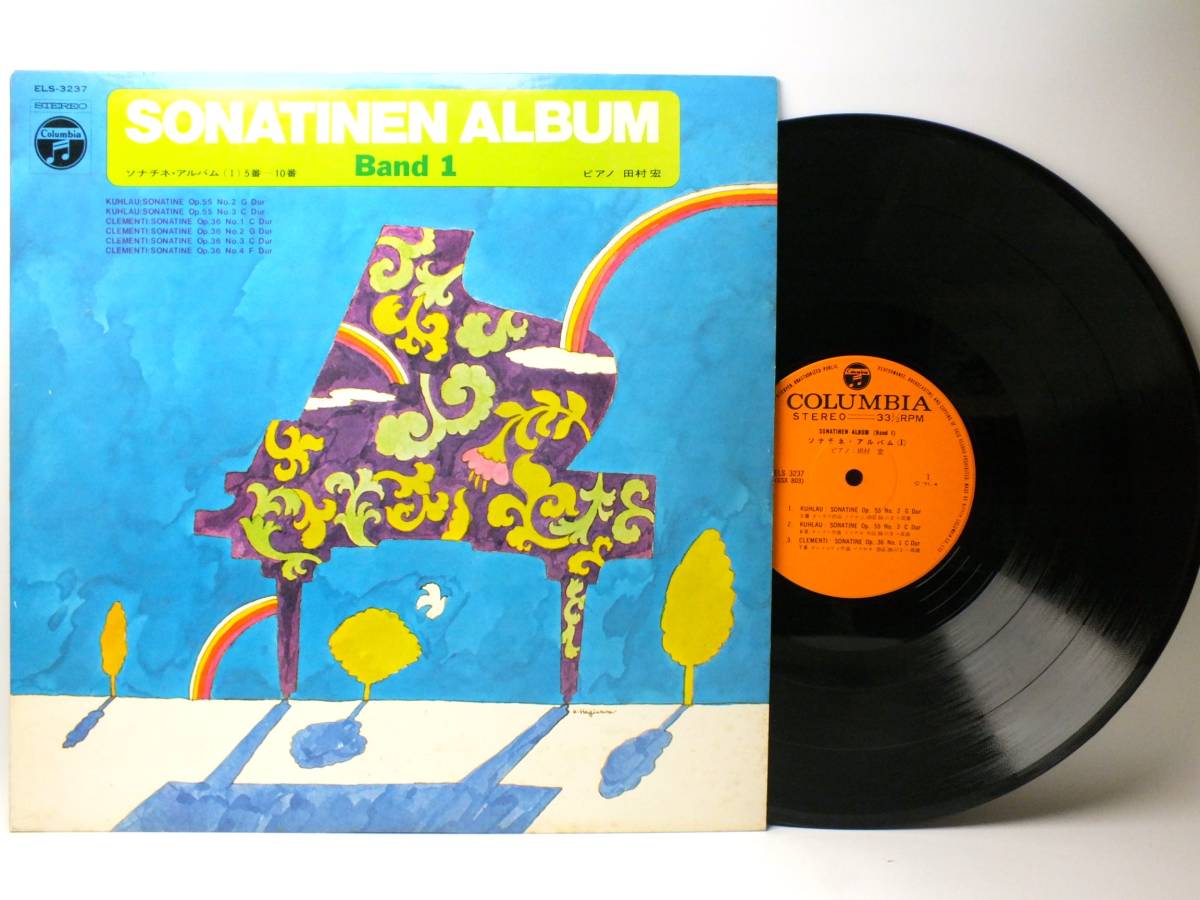 ELS-3237
STEREO
Columbia
SONATINEN ALBUM
Band 1
ソナチネ・アルバム(I)5番—10番
ピアノ 田村 宏
KUHLAU:SONATINE Op.55 No.2 G Dur
KUHLAU:SONATINE Op.55 No.3 C Dur
CLEMENTI:SONATINE Op.36 No.1 C Dur
CLEMENTI:SONATINE Op.36 No.2 G Dur
CLEMENTI:SONATINE Op.36 No.3 C Dur
CLEMENTI:SONATINE Op.36 No.4 F Dur
Columbia
COLUMBIA
STEREO 33⅓RPM
SONATINEN ALBUM (Band I)
ソナチネ・アルバム(I)
ピアノ:田村 宏
ELS 3237
1
1. KUHLAU: SONATINE Op. 55 No. 2 G Dur
2. KUHLAU: SONATINE Op. 55 No. 3 C Dur
3. CLEMENTI: SONATINE Op. 36 No. 1 C Dur